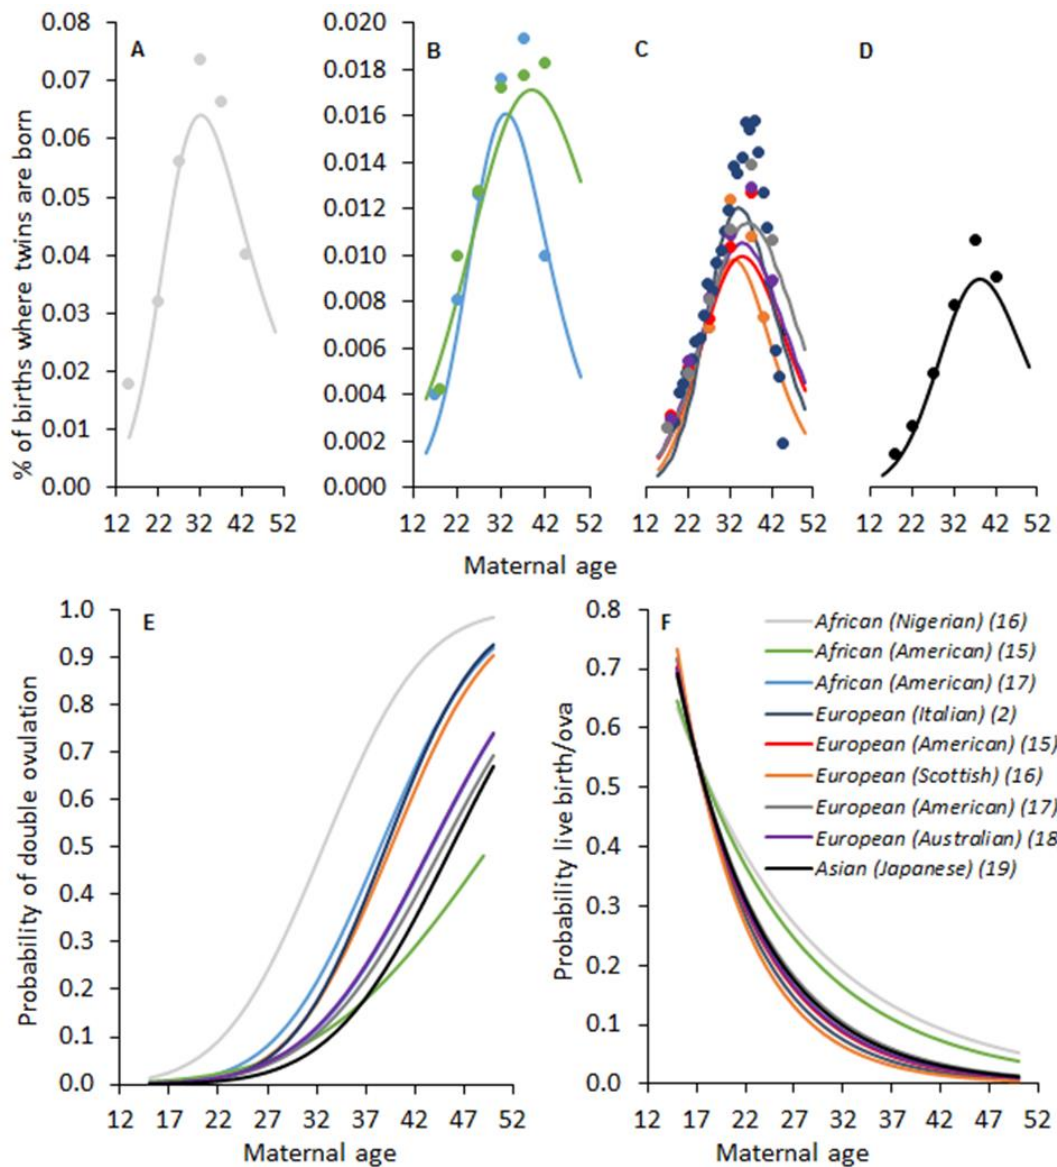 A
B
C
D
% of births where twins are born
0.08
0.07
0.06
0.05
0.04
0.03
0.02
0.01
0.00
12 22 32 42 52
0.020
0.018
0.016
0.014
0.012
0.010
0.008
0.006
0.004
0.002
0.000
12 22 32 42 52
12 22 32 42 52
12 22 32 42 52
Maternal age
E
Probability of double ovulation
1.0
0.9
0.8
0.7
0.6
0.5
0.4
0.3
0.2
0.1
0.0
12 17 22 27 32 37 42 47 52
Maternal age
F
Probability live birth/ova
0.8
0.7
0.6
0.5
0.4
0.3
0.2
0.1
0.0
12 17 22 27 32 37 42 47 52
Maternal age
African (Nigerian) (16)
African (American) (15)
African (American) (17)
European (Italian) (2)
European (American) (15)
European (Scottish) (16)
European (American) (17)
European (Australian) (18
Asian (Japanese) (19)